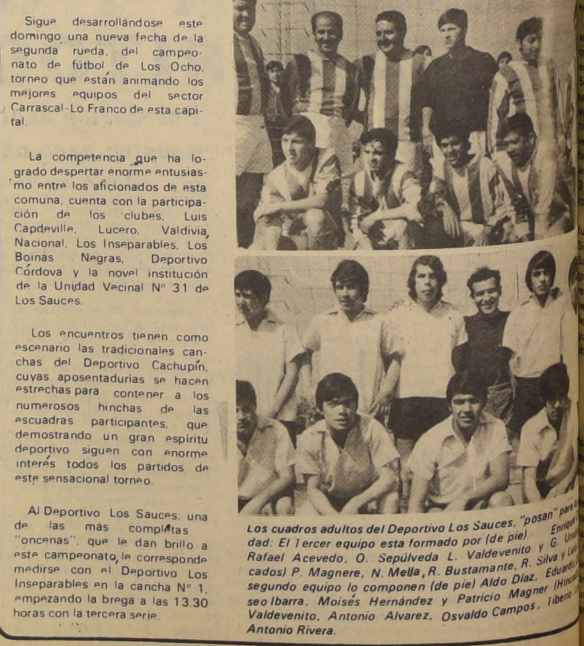 Sigue desarrollándose este
domingo una nueva fecha de la
segunda rueda, del campeo-
nato de fútbol de Los Ocho,
torneo que están animando los
mejores equipos del sector
Carrascal-Lo Franco de esta capi-
tal.
La competencia que ha lo-
grado despertar enorme entusias-
mo entre los aficionados de esta
comuna, cuenta con la participa-
ción de los clubes, Luis
Capdeville, Lucero, Valdivia,
Nacional, Los Inseparables, Los
Boinas Negras, Deportivo
Córdova y la novel institución
de la Unidad Vecinal Nº 31 de
Los Sauces.
Los encuentros tienen como
escenario las tradicionales can-
chas del Deportivo Cachupín,
cuyas aposentadurías se hacen
estrechas para contener a los
numerosos hinchas de las
escuadras participantes, que
demostrando un gran espíritu
deportivo siguen con enorme
interés todos los partidos de
este sensacional torneo.
Al Deportivo Los Sauces, una
de las más completas
"oncenas", que le dan brillo a
este campeonato, le corresponde
medirse con el Deportivo Los
Inseparables en la cancha Nº 1,
empezando la brega a las 13.30
horas con la tercera serie.
Los cuadros adultos del Deportivo Los Sauces, "posan" para
dad: El Tercer equipo esta formado por (de pie)
Rafael Acevedo, O. Sepúlveda L. Valdevenito y G.
cados) P. Magnere, N. Mella, R. Bustamante, R. Silva y
segundo equipo lo componen (de pie) Aldo Díaz,
seo Ibarra, Moisés Hernández y Patricio Magner
Valdevenito, Antonio Alvarez, Osvaldo Campos,
Antonio Rivera.